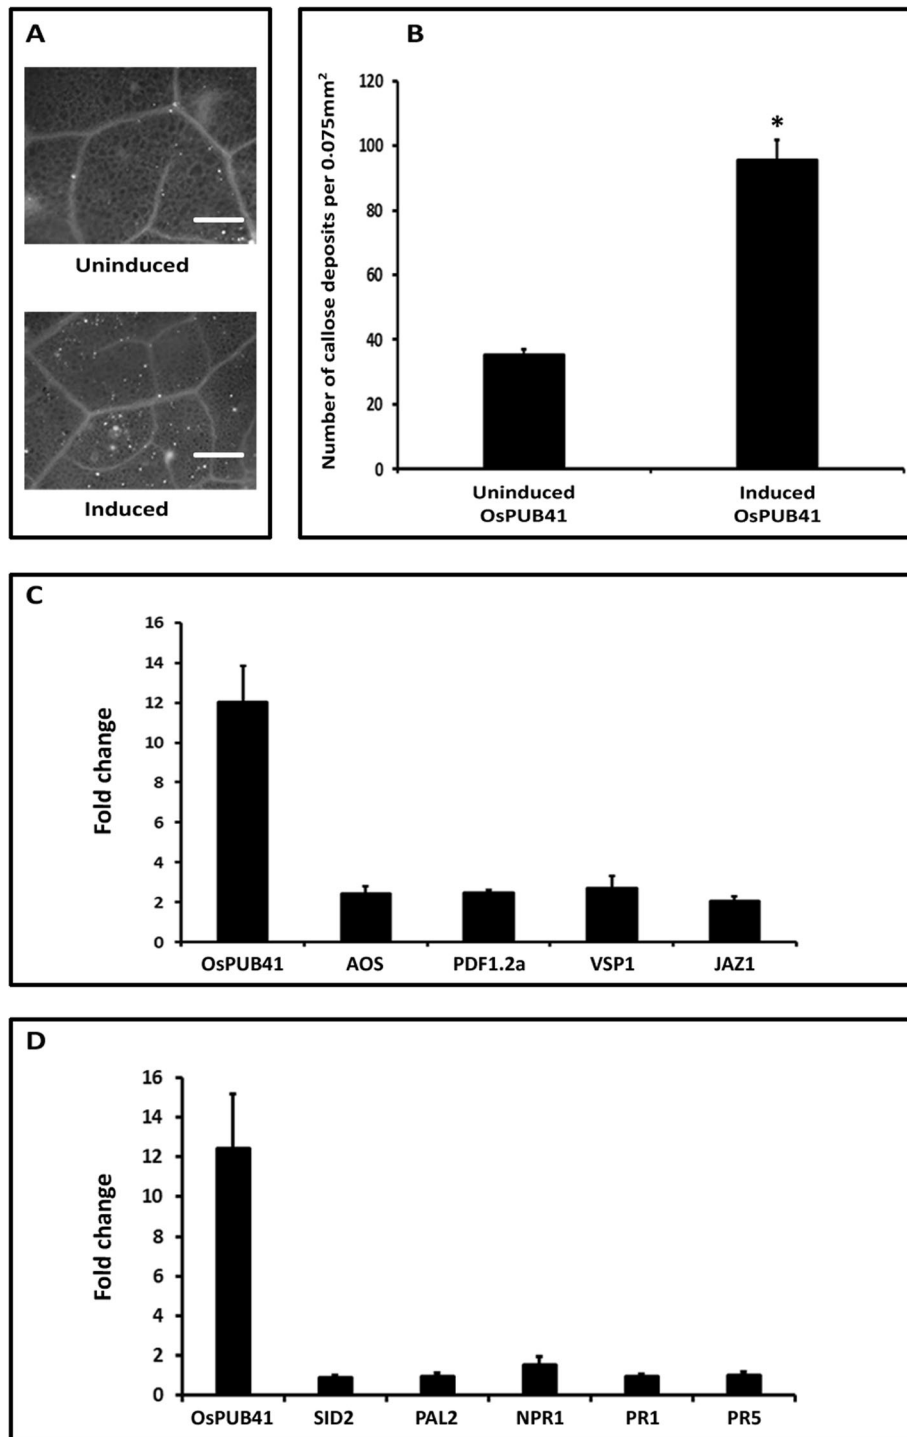 A
Uninduced
Induced
B
Number of callose deposits per 0.075mm²
120
100
80
60
40
20
0
*
Uninduced
OsPUB41
Induced
OsPUB41
C
Fold change
16
14
12
10
8
6
4
2
0
OsPUB41 AOS PDF1.2a VSP1 JAZ1
D
Fold change
16
14
12
10
8
6
4
2
0
OsPUB41 SID2 PAL2 NPR1 PR1 PR5